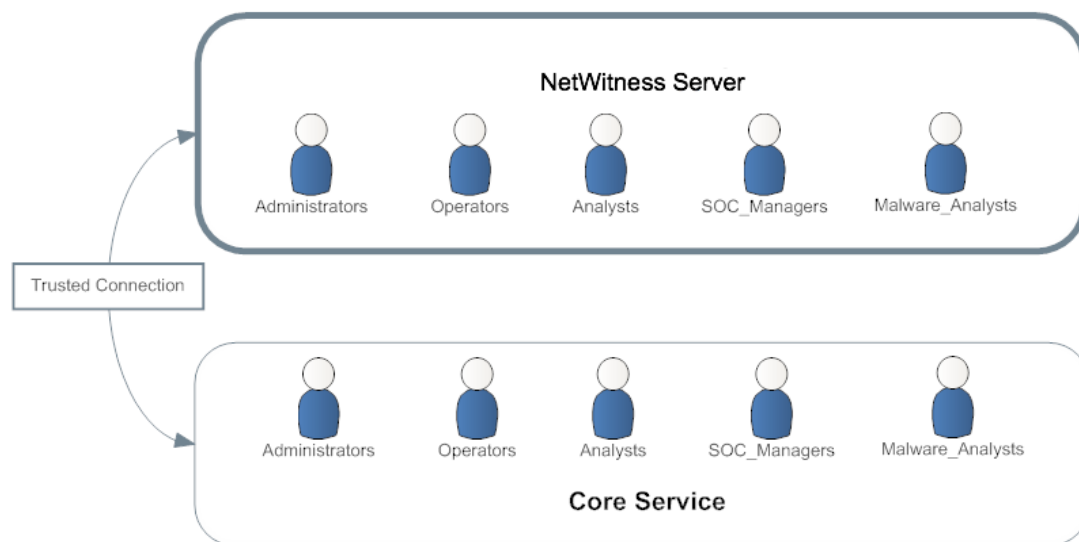 NetWitness Server
Administrators
Operators
Analysts
SOC_Managers
Malware_Analysts
Trusted Connection
Administrators
Operators
Analysts
SOC_Managers
Malware_Analysts
Core Service